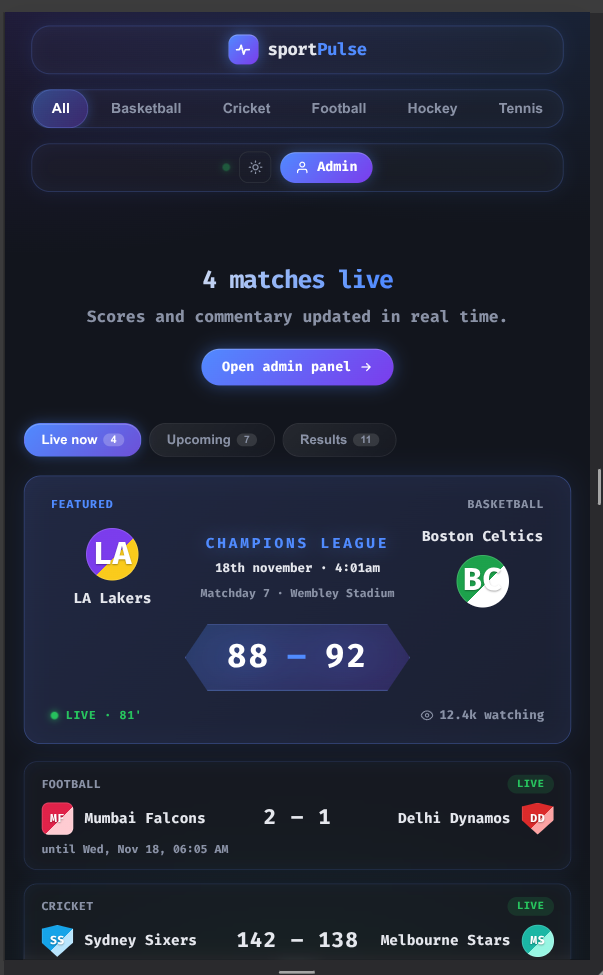 sportPulse
All Basketball Cricket Football Hockey Tennis
Admin
4 matches live
Scores and commentary updated in real time.
Open admin panel →
Live now 4 Upcoming 7 Results 11
FEATURED BASKETBALL
LA
LA Lakers
CHAMPIONS LEAGUE
18th november · 4:01am
Matchday 7 · Wembley Stadium
Boston Celtics
BC
88 – 92
LIVE · 81' 12.4k watching
FOOTBALL LIVE
MF Mumbai Falcons 2 – 1 Delhi Dynamos DD
until Wed, Nov 18, 06:05 AM
CRICKET LIVE
SS Sydney Sixers 142 – 138 Melbourne Stars MS